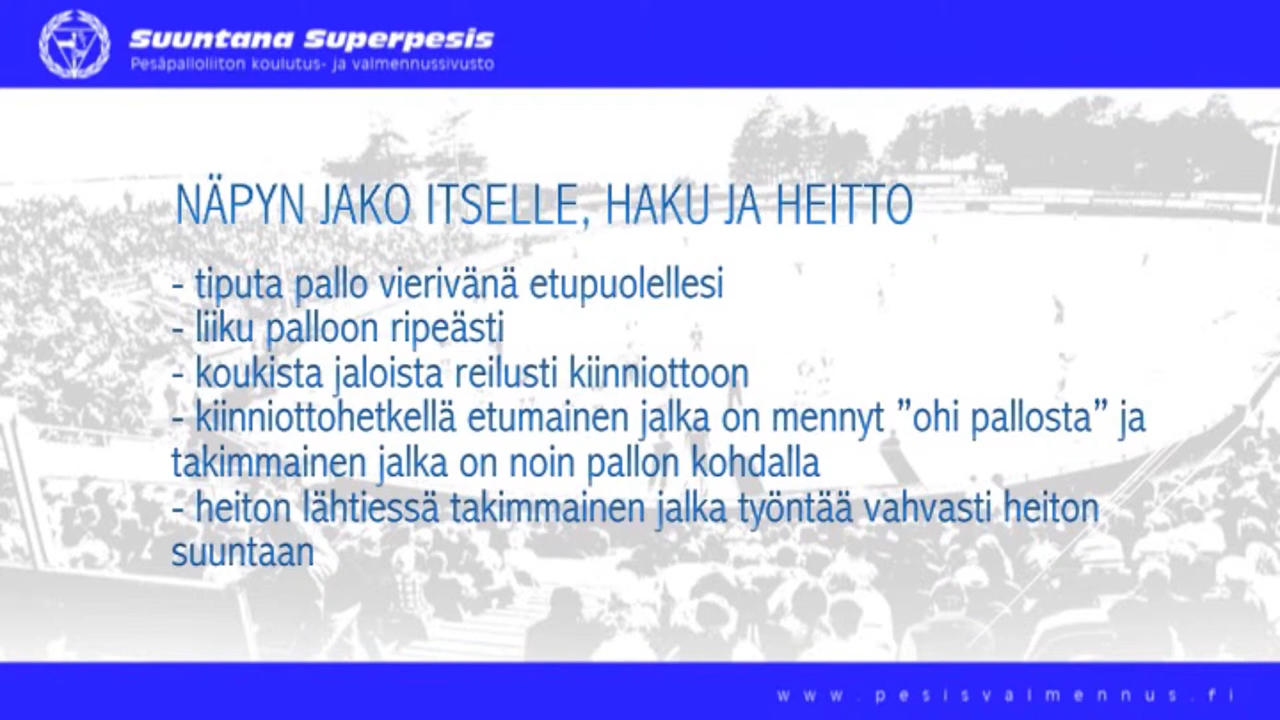 Suuntana Superpesis
Pesäpalloliiton koulutus- ja valmennussivusto
NÄPYN JAKO ITSELLE, HAKU JA HEITTO
- tiputa pallo vierivänä etupuolellesi
- liiku palloon ripeästi
- koukista jaloista reilusti kiinniottoon
- kiinniottohetkellä etumainen jalka on mennyt ”ohi pallosta” ja
takimmainen jalka on noin pallon kohdalla
- heiton lähtiessä takimmainen jalka työntää vahvasti heiton
suuntaan
www.pesisvalmennus.fi